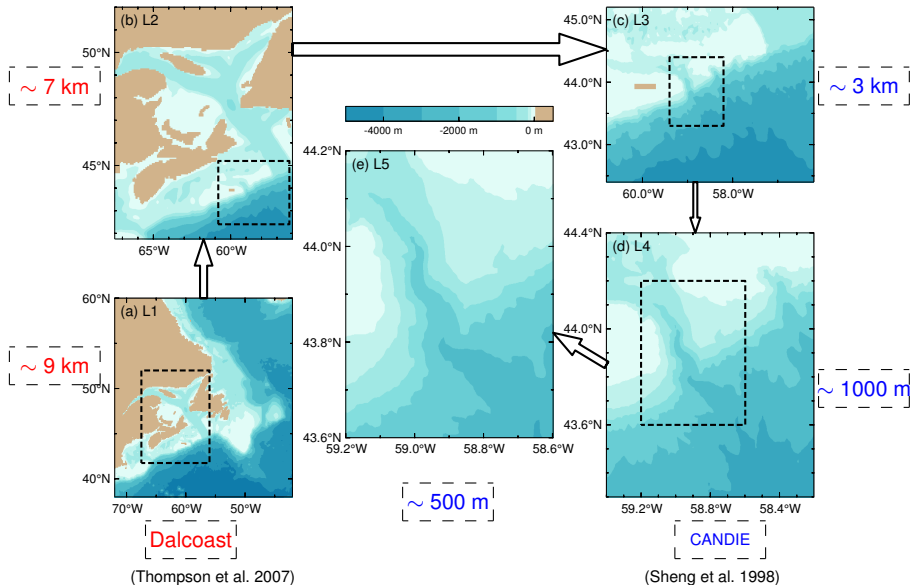 (b) L2
50°N
45°N
65°W
60°W
~ 7 km
(c) L3
45.0°N
44.0°N
43.0°N
60.0°W
58.0°W
~ 3 km
-4000 m
-2000 m
0 m
(e) L5
44.2°N
44.0°N
43.8°N
43.6°N
59.2°W
59.0°W
58.8°W
58.6°W
~ 500 m
(d) L4
44.4°N
44.0°N
43.6°N
59.2°W
58.8°W
58.4°W
~ 1000 m
(a) L1
60°N
50°N
40°N
70°W
60°W
50°W
~ 9 km
Dalcoast
CANDIE
(Thompson et al. 2007)
(Sheng et al. 1998)